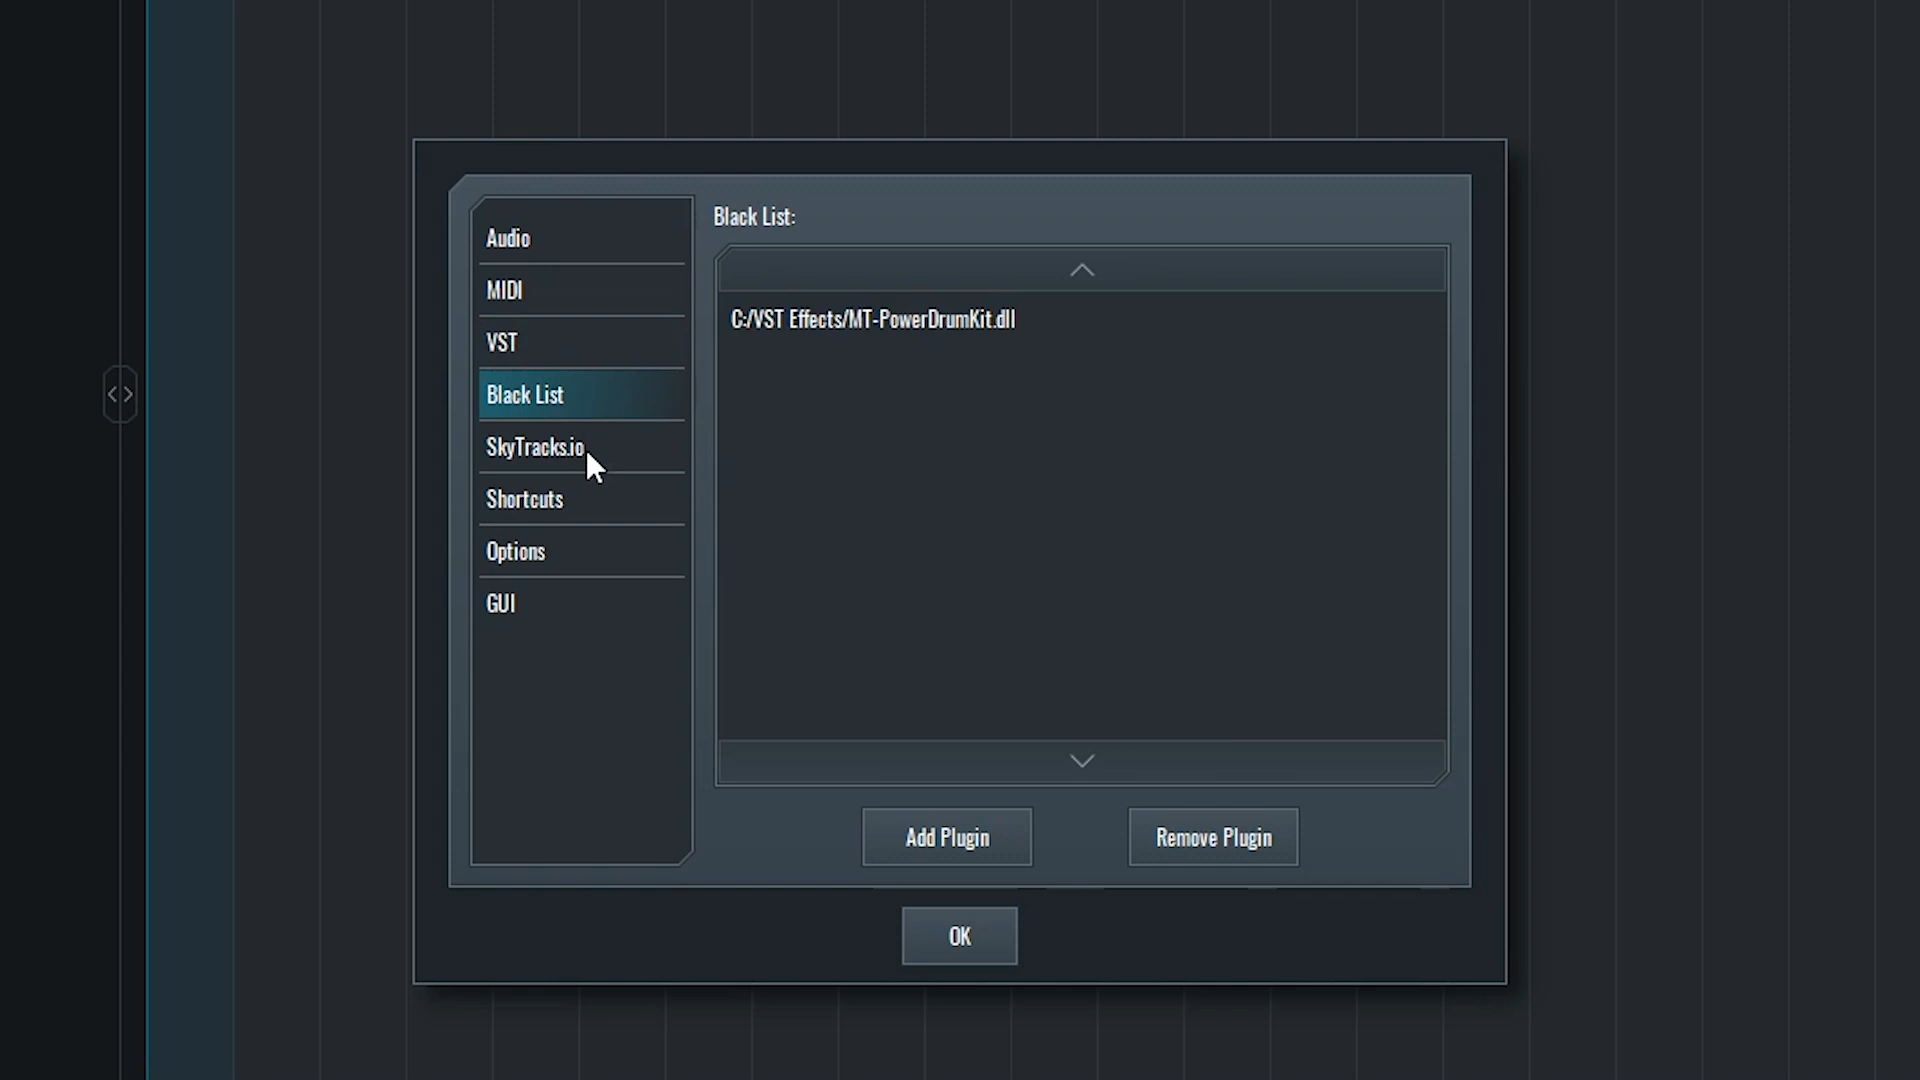 Audio
MIDI
VST
Black List
SkyTracks.io
Shortcuts
Options
GUI
Black List:
C:/VST Effects/MT-PowerDrumKit.dll
Add Plugin
Remove Plugin
OK